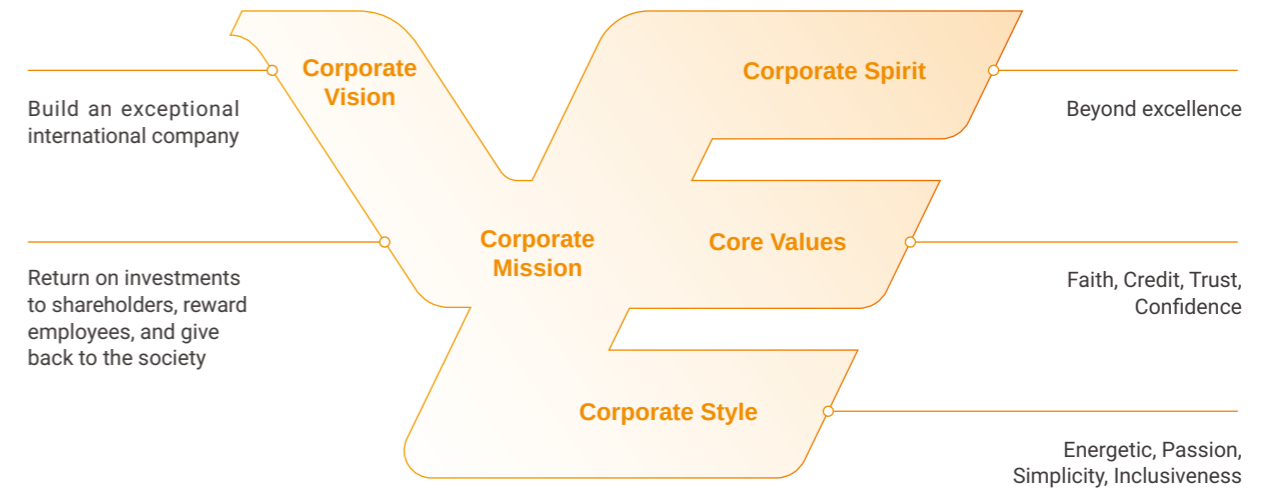 Corporate
Vision
Build an exceptional
international company
Corporate Spirit
Beyond excellence
Corporate
Mission
Return on investments
to shareholders, reward
employees, and give
back to the society
Core Values
Faith, Credit, Trust,
Confidence
Corporate Style
Energetic, Passion,
Simplicity, Inclusiveness